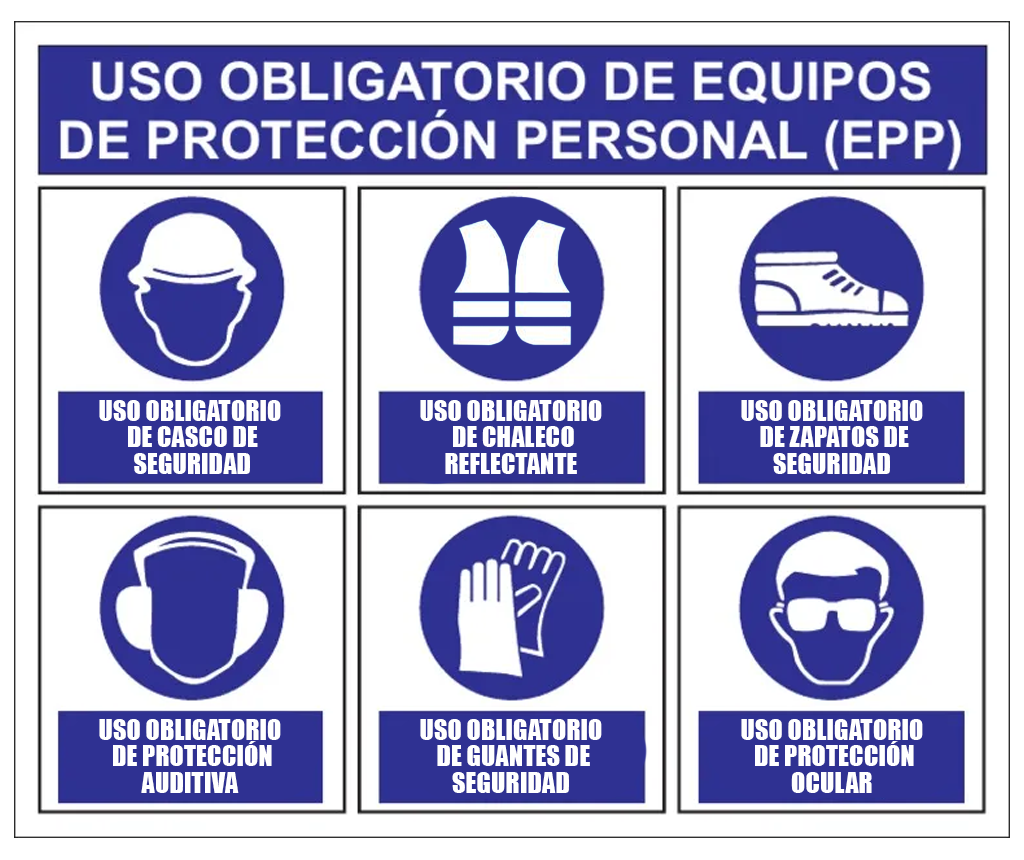 USO OBLIGATORIO DE EQUIPOS
DE PROTECCIÓN PERSONAL (EPP)
USO OBLIGATORIO
DE CASCO DE
SEGURIDAD
USO OBLIGATORIO
DE CHALECO
REFLECTANTE
USO OBLIGATORIO
DE ZAPATOS DE
SEGURIDAD
USO OBLIGATORIO
DE PROTECCIÓN
AUDITIVA
USO OBLIGATORIO
DE GUANTES DE
SEGURIDAD
USO OBLIGATORIO
DE PROTECCIÓN
OCULAR